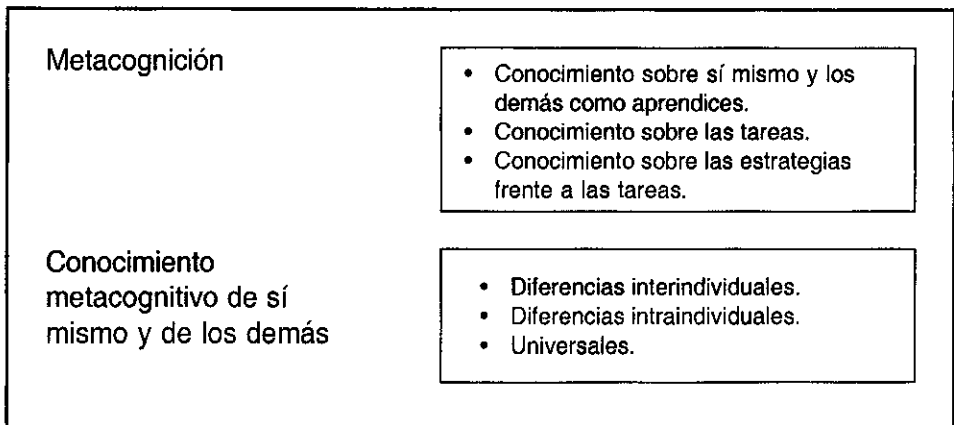 Metacognición
• Conocimiento sobre sí mismo y los
demás como aprendices.
• Conocimiento sobre las tareas.
• Conocimiento sobre las estrategias
frente a las tareas.
Conocimiento
metacognitivo de sí
mismo y de los demás
• Diferencias interindividuales.
• Diferencias intraindividuales.
• Universales.